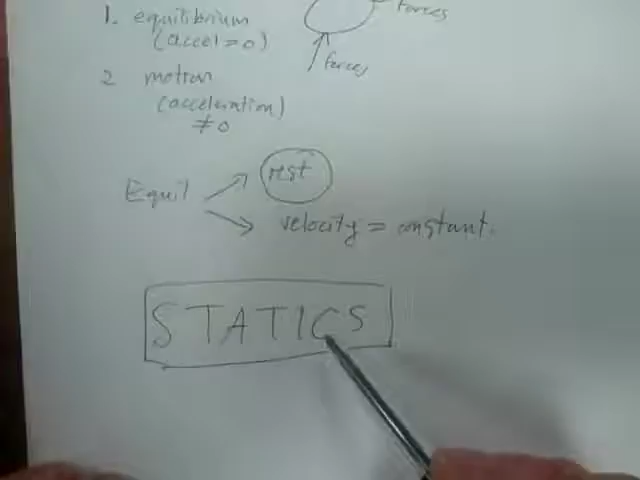 forces
1. equilibrium
(accel = 0)
forces
2 motion
(acceleration)
≠ 0
Equil
rest
velocity = constant.
STATICS